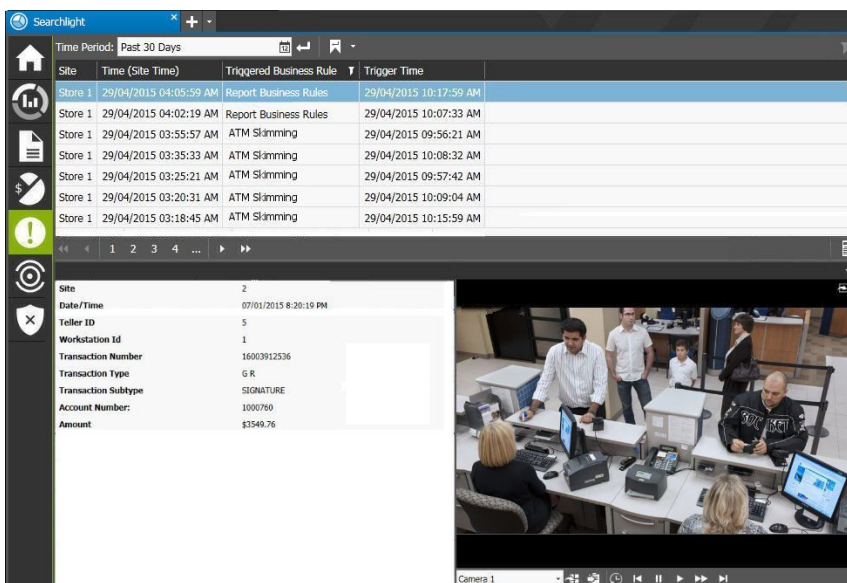 Searchlight
Time Period: Past 30 Days
Site Time (Site Time) Triggered Business Rule Trigger Time
Store 1 29/04/2015 04:05:59 AM Report Business Rules 29/04/2015 10:17:59 AM
Store 1 29/04/2015 04:02:19 AM Report Business Rules 29/04/2015 10:07:33 AM
Store 1 29/04/2015 03:55:57 AM ATM Skimming 29/04/2015 09:56:21 AM
Store 1 29/04/2015 03:35:33 AM ATM Skimming 29/04/2015 10:08:32 AM
Store 1 29/04/2015 03:25:21 AM ATM Skimming 29/04/2015 09:57:42 AM
Store 1 29/04/2015 03:20:31 AM ATM Skimming 29/04/2015 10:09:04 AM
Store 1 29/04/2015 03:18:45 AM ATM Skimming 29/04/2015 10:15:59 AM
1 2 3 4 ...
Site 2
Date/Time 07/01/2015 8:20:19 PM
Teller ID 5
Workstation Id 1
Transaction Number 16003912536
Transaction Type G R
Transaction Subtype SIGNATURE
Account Number: 1000760
Amount $3549.76
Camera 1